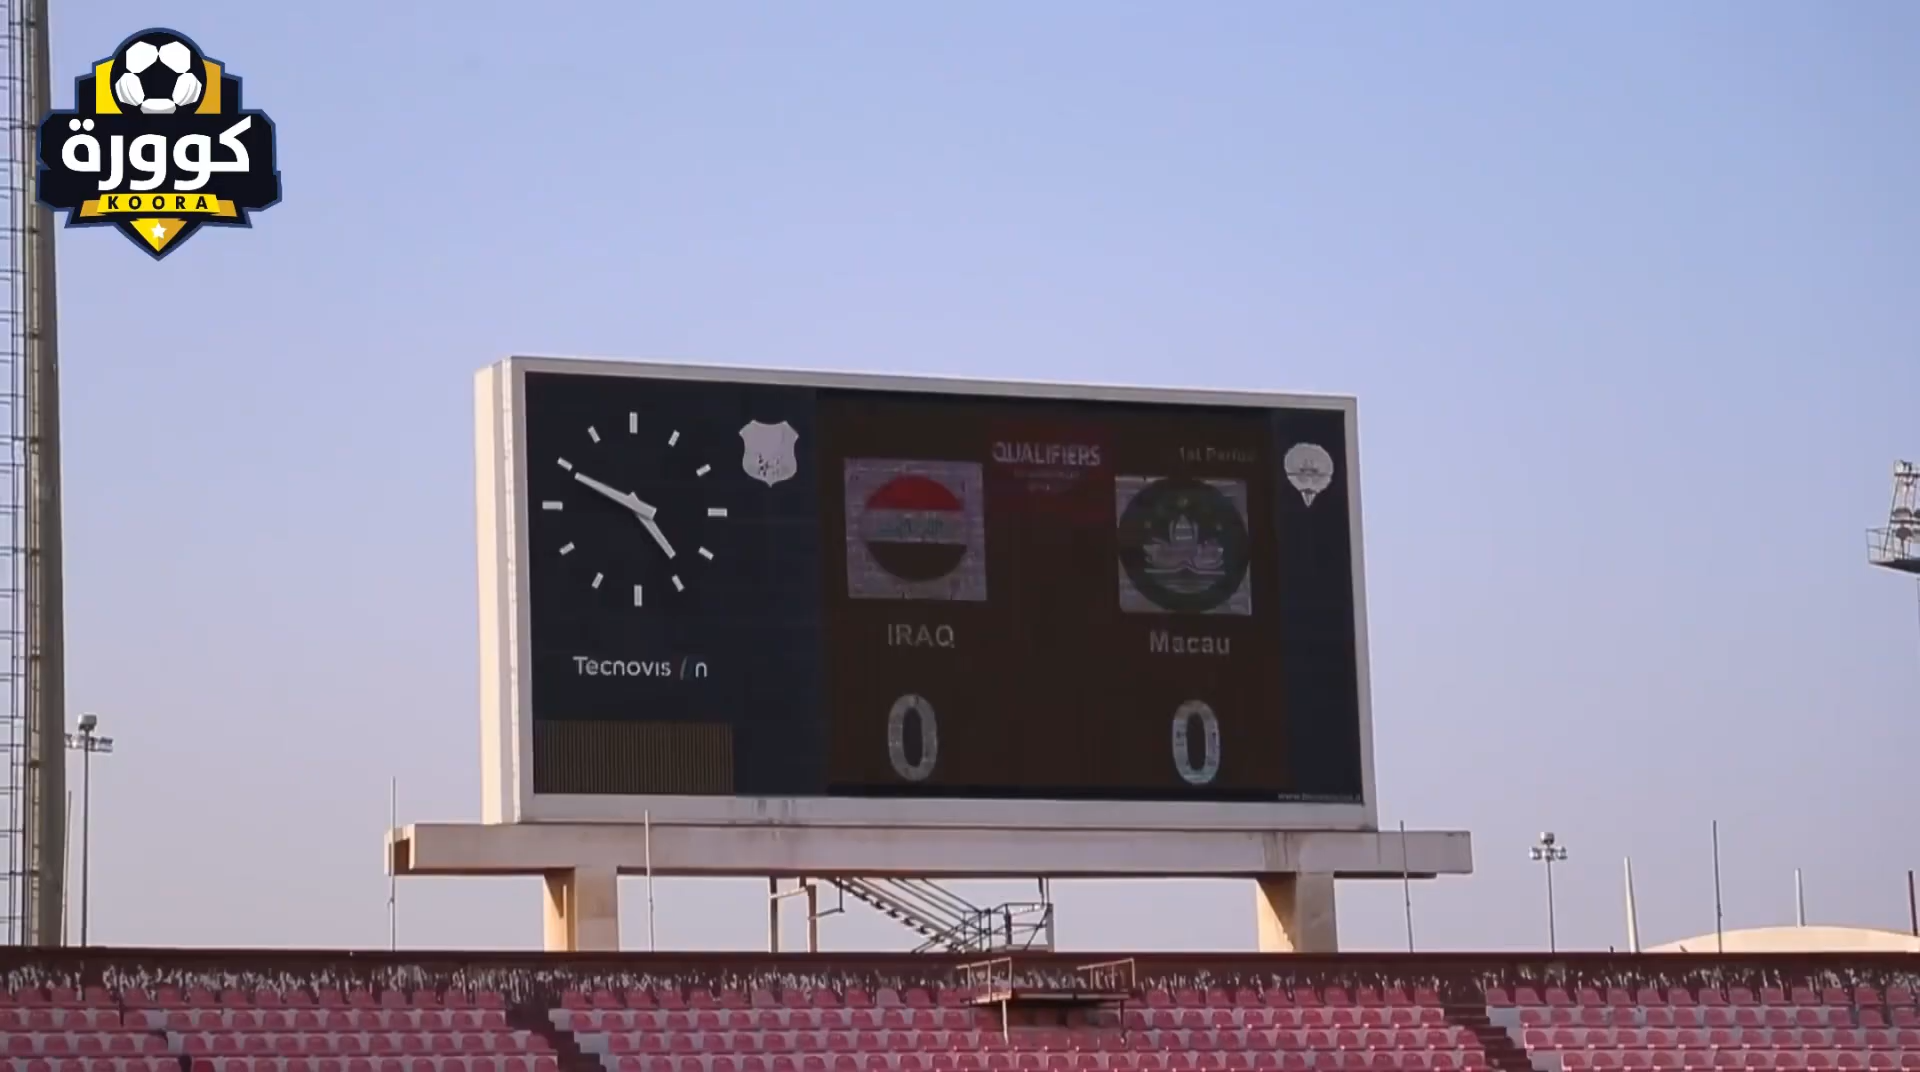 كوورة
KOORA
QUALIFIERS
1st Period
IRAQ
Macau
Tecnovis / n
0
0